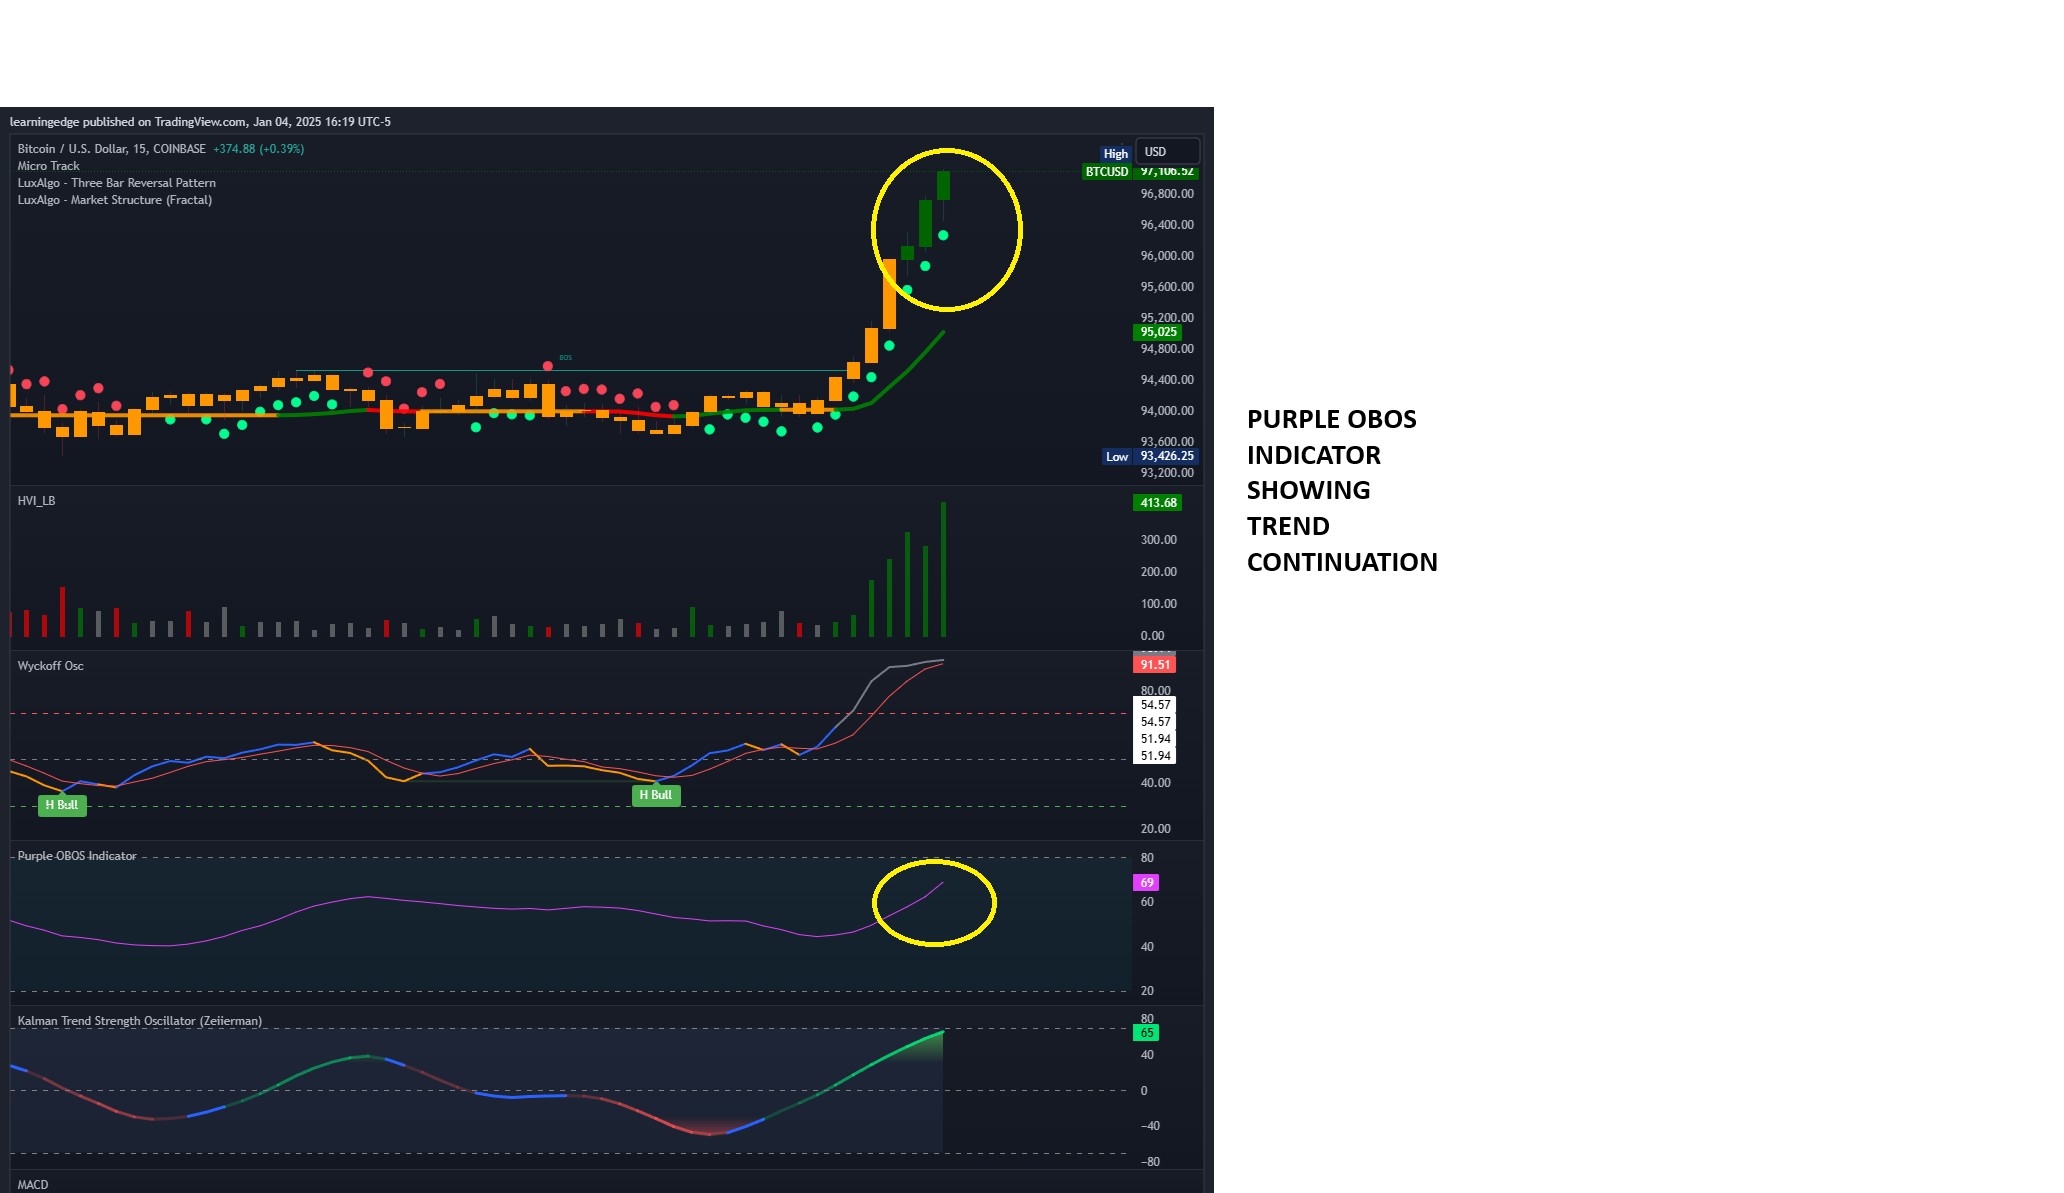 learningedge published on TradingView.com, Jan 04, 2025 16:19 UTC-5
Bitcoin / U.S. Dollar, 15, COINBASE +374.88 (+0.39%)
Micro Track
LuxAlgo - Three Bar Reversal Pattern
LuxAlgo - Market Structure (Fractal)
High
USD
BTCUSD 97,106.52
96,800.00
96,400.00
96,000.00
95,600.00
95,200.00
95,025
94,800.00
94,400.00
94,000.00
93,600.00
Low 93,426.25
93,200.00
BOS
HVI_LB
413.68
300.00
200.00
100.00
0.00
Wyckoff Osc
91.51
80.00
54.57
54.57
51.94
51.94
40.00
20.00
H Bull
H Bull
Purple OBOS Indicator
80
69
60
40
20
Kalman Trend Strength Oscillator (Zeiierman)
80
65
40
0
−40
−80
MACD
PURPLE OBOS
INDICATOR
SHOWING
TREND
CONTINUATION